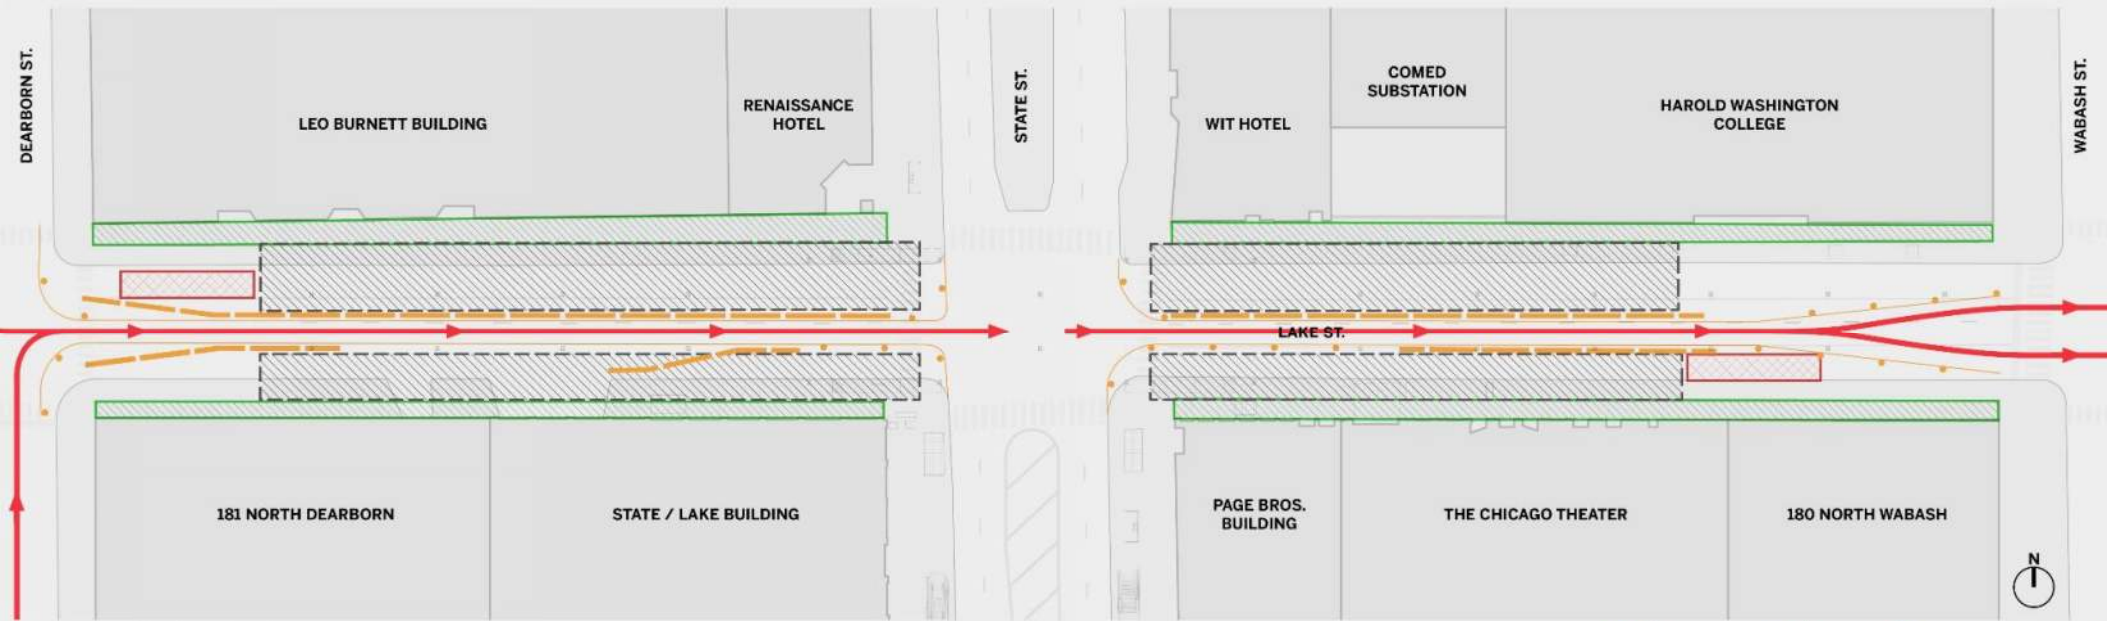 DEARBORN ST.
LEO BURNETT BUILDING
RENAISSANCE
HOTEL
STATE ST.
WIT HOTEL
COMED
SUBSTATION
HAROLD WASHINGTON
COLLEGE
WABASH ST.
LAKE ST.
181 NORTH DEARBORN
STATE / LAKE BUILDING
PAGE BROS.
BUILDING
THE CHICAGO THEATER
180 NORTH WABASH
N